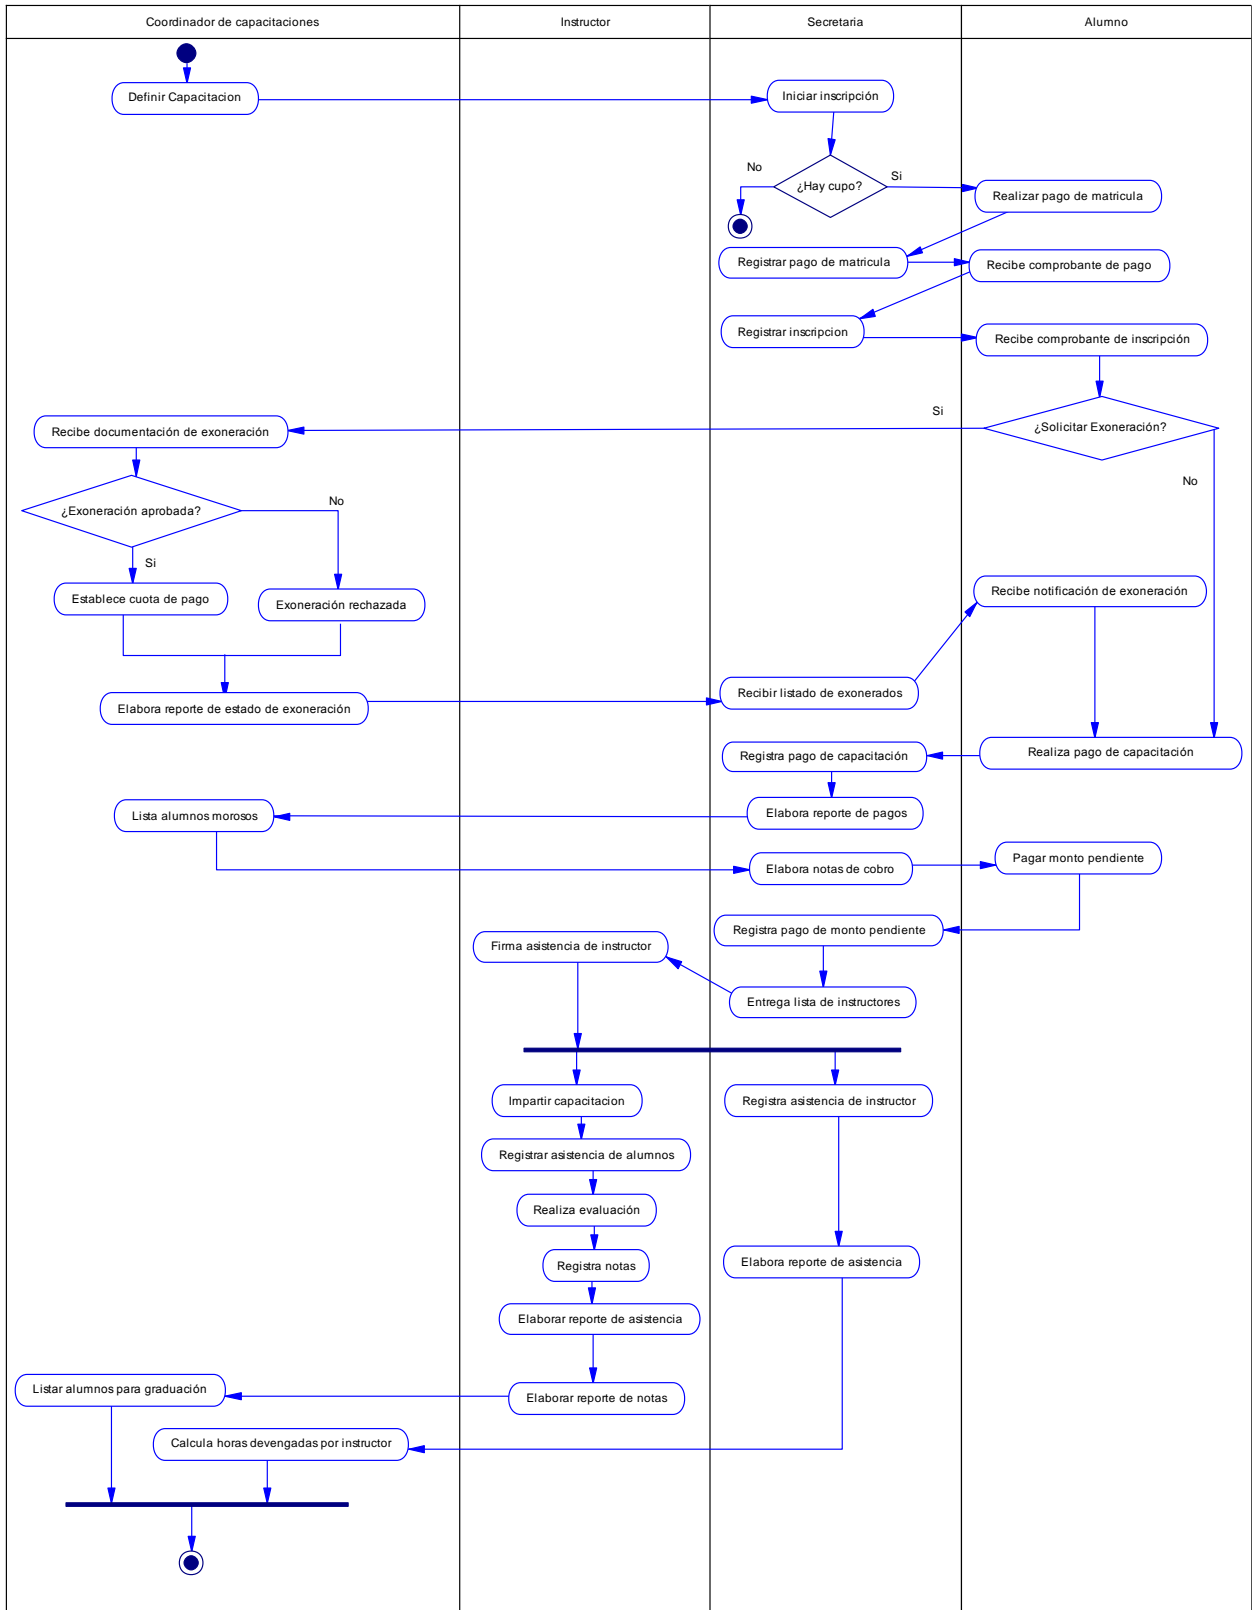 Coordinador de capacitaciones
Instructor
Secretaria
Alumno
Definir Capacitacion
Iniciar inscripción
No
¿Hay cupo?
Si
Realizar pago de matricula
Registrar pago de matricula
Recibe comprobante de pago
Registrar inscripcion
Recibe comprobante de inscripción
Si
¿Solicitar Exoneración?
No
Recibe documentación de exoneración
¿Exoneración aprobada?
No
Si
Establece cuota de pago
Exoneración rechazada
Recibe notificación de exoneración
Elabora reporte de estado de exoneración
Recibir listado de exonerados
Registra pago de capacitación
Realiza pago de capacitación
Lista alumnos morosos
Elabora reporte de pagos
Elabora notas de cobro
Pagar monto pendiente
Registra pago de monto pendiente
Firma asistencia de instructor
Entrega lista de instructores
Impartir capacitacion
Registra asistencia de instructor
Registrar asistencia de alumnos
Realiza evaluación
Registra notas
Elabora reporte de asistencia
Elaborar reporte de asistencia
Listar alumnos para graduación
Elaborar reporte de notas
Calcula horas devengadas por instructor